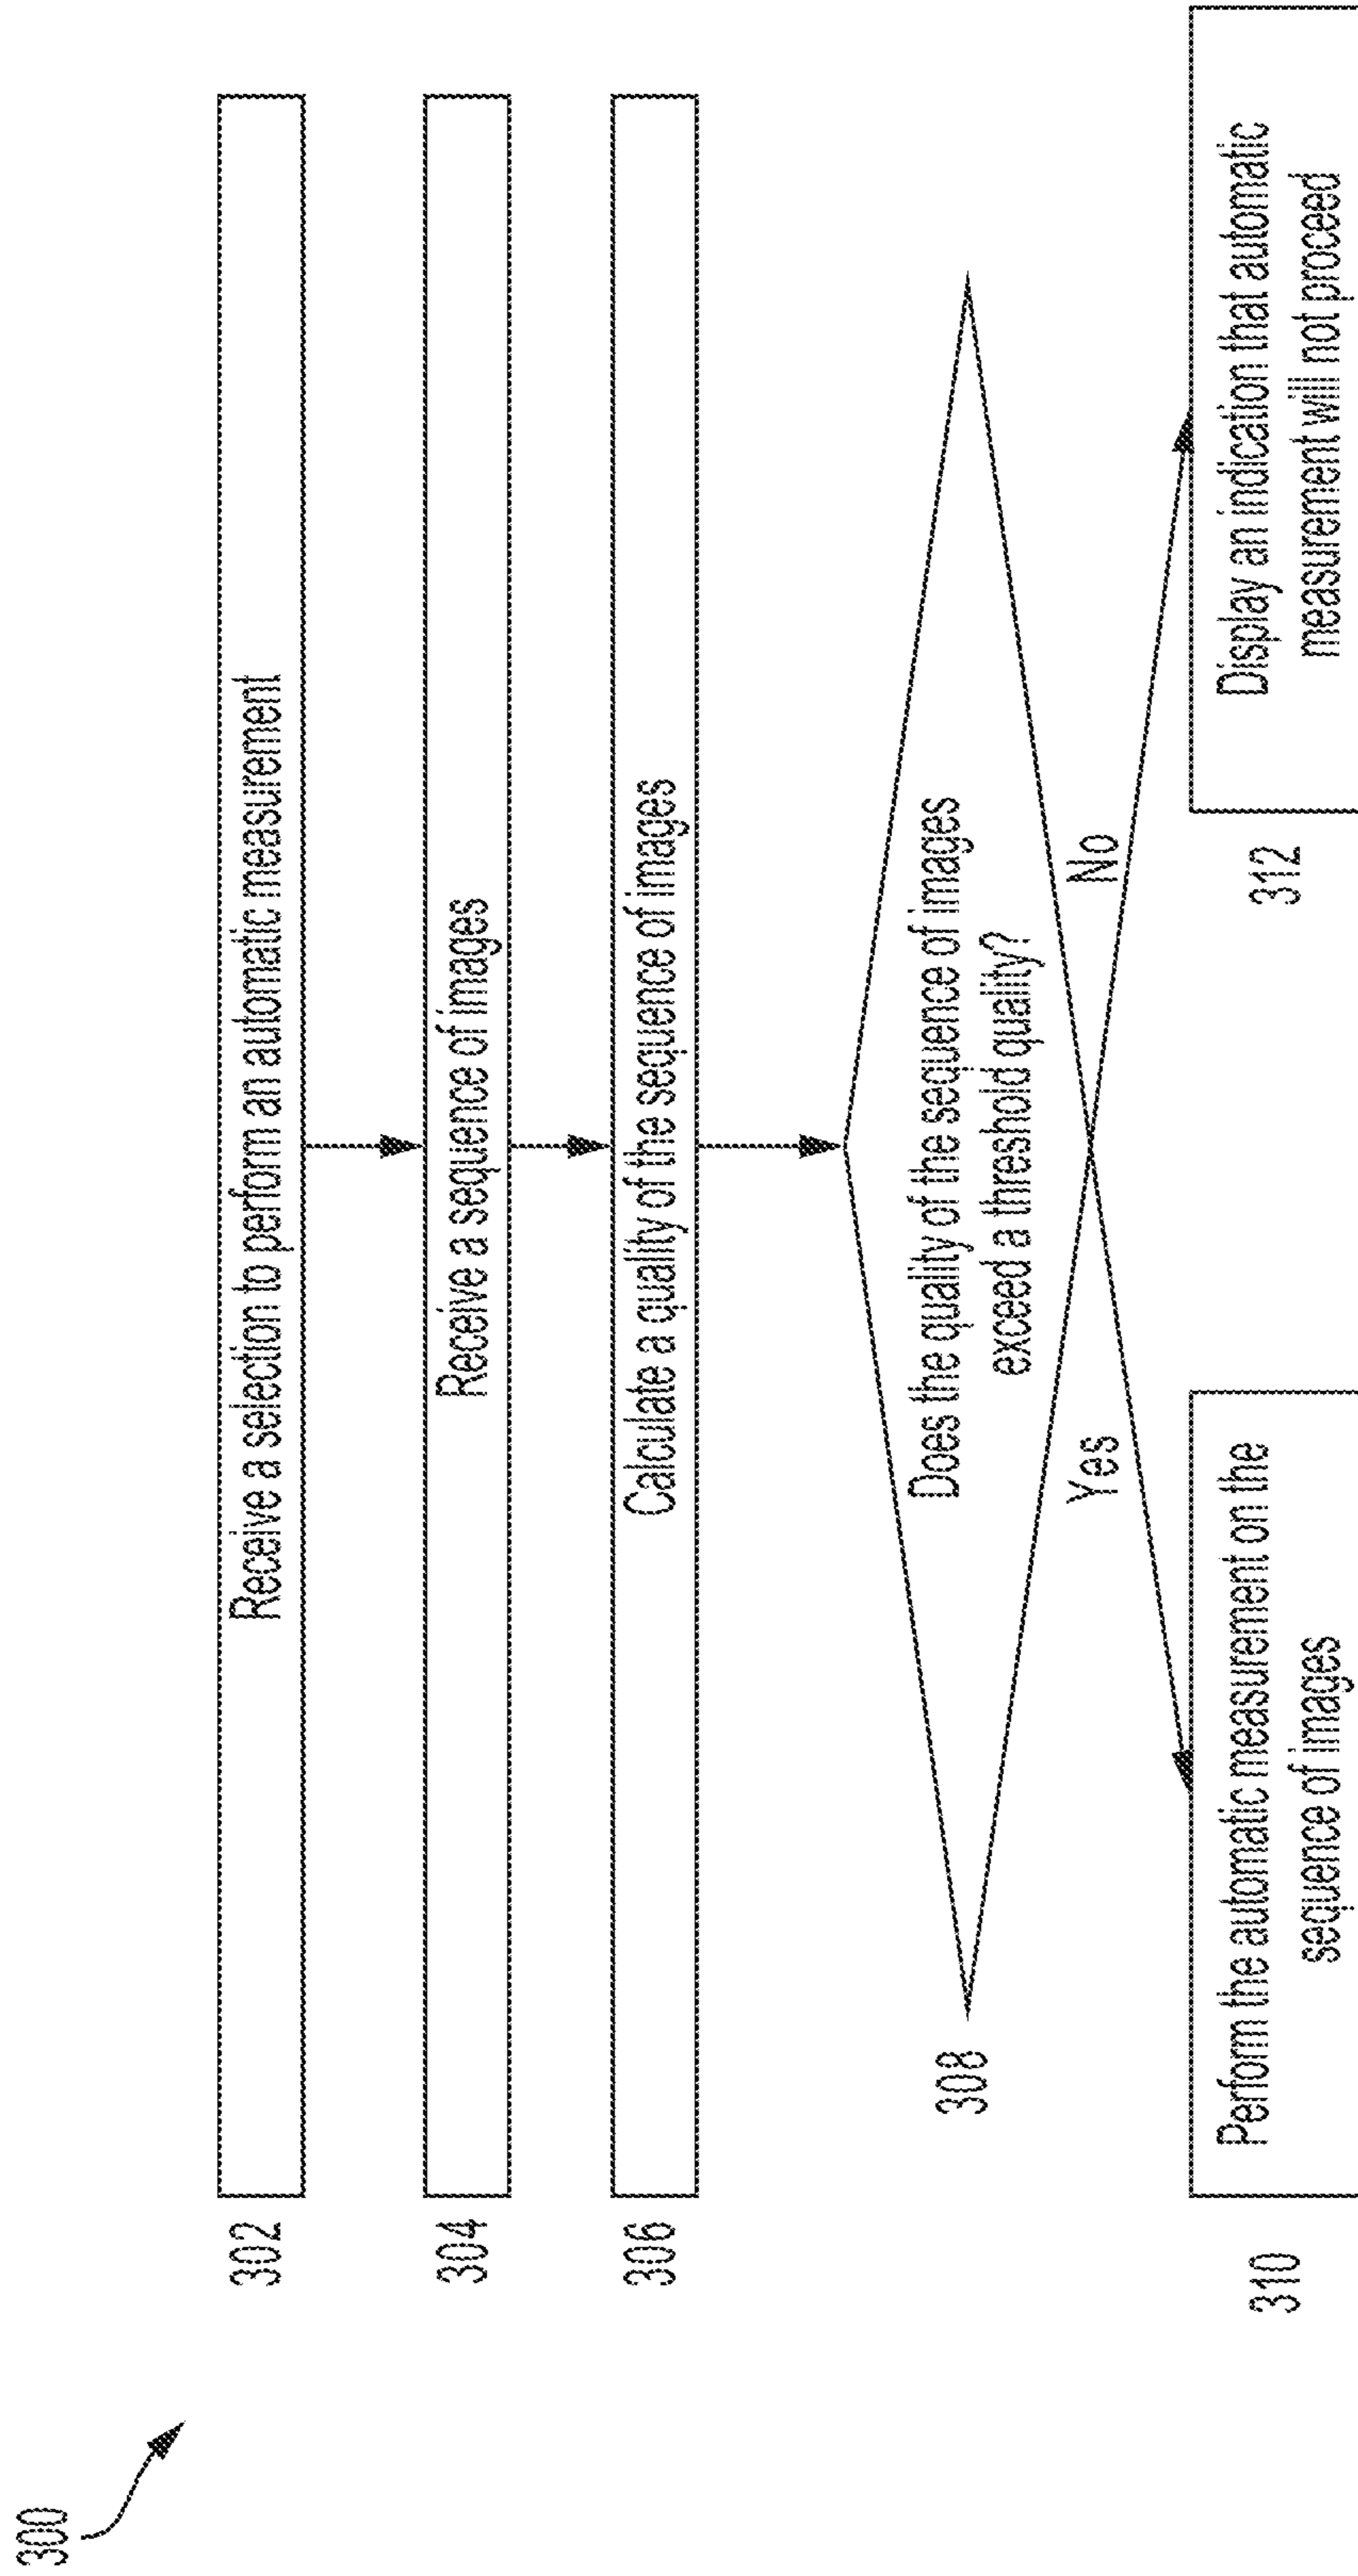 300
302
Receive a selection to perform an automatic measurement
304
Receive a sequence of images
306
Calculate a quality of the sequence of images
308
Does the quality of the sequence of images
exceed a threshold quality?
Yes
No
310
Perform the automatic measurement on the
sequence of images
312
Display an indication that automatic
measurement will not proceed